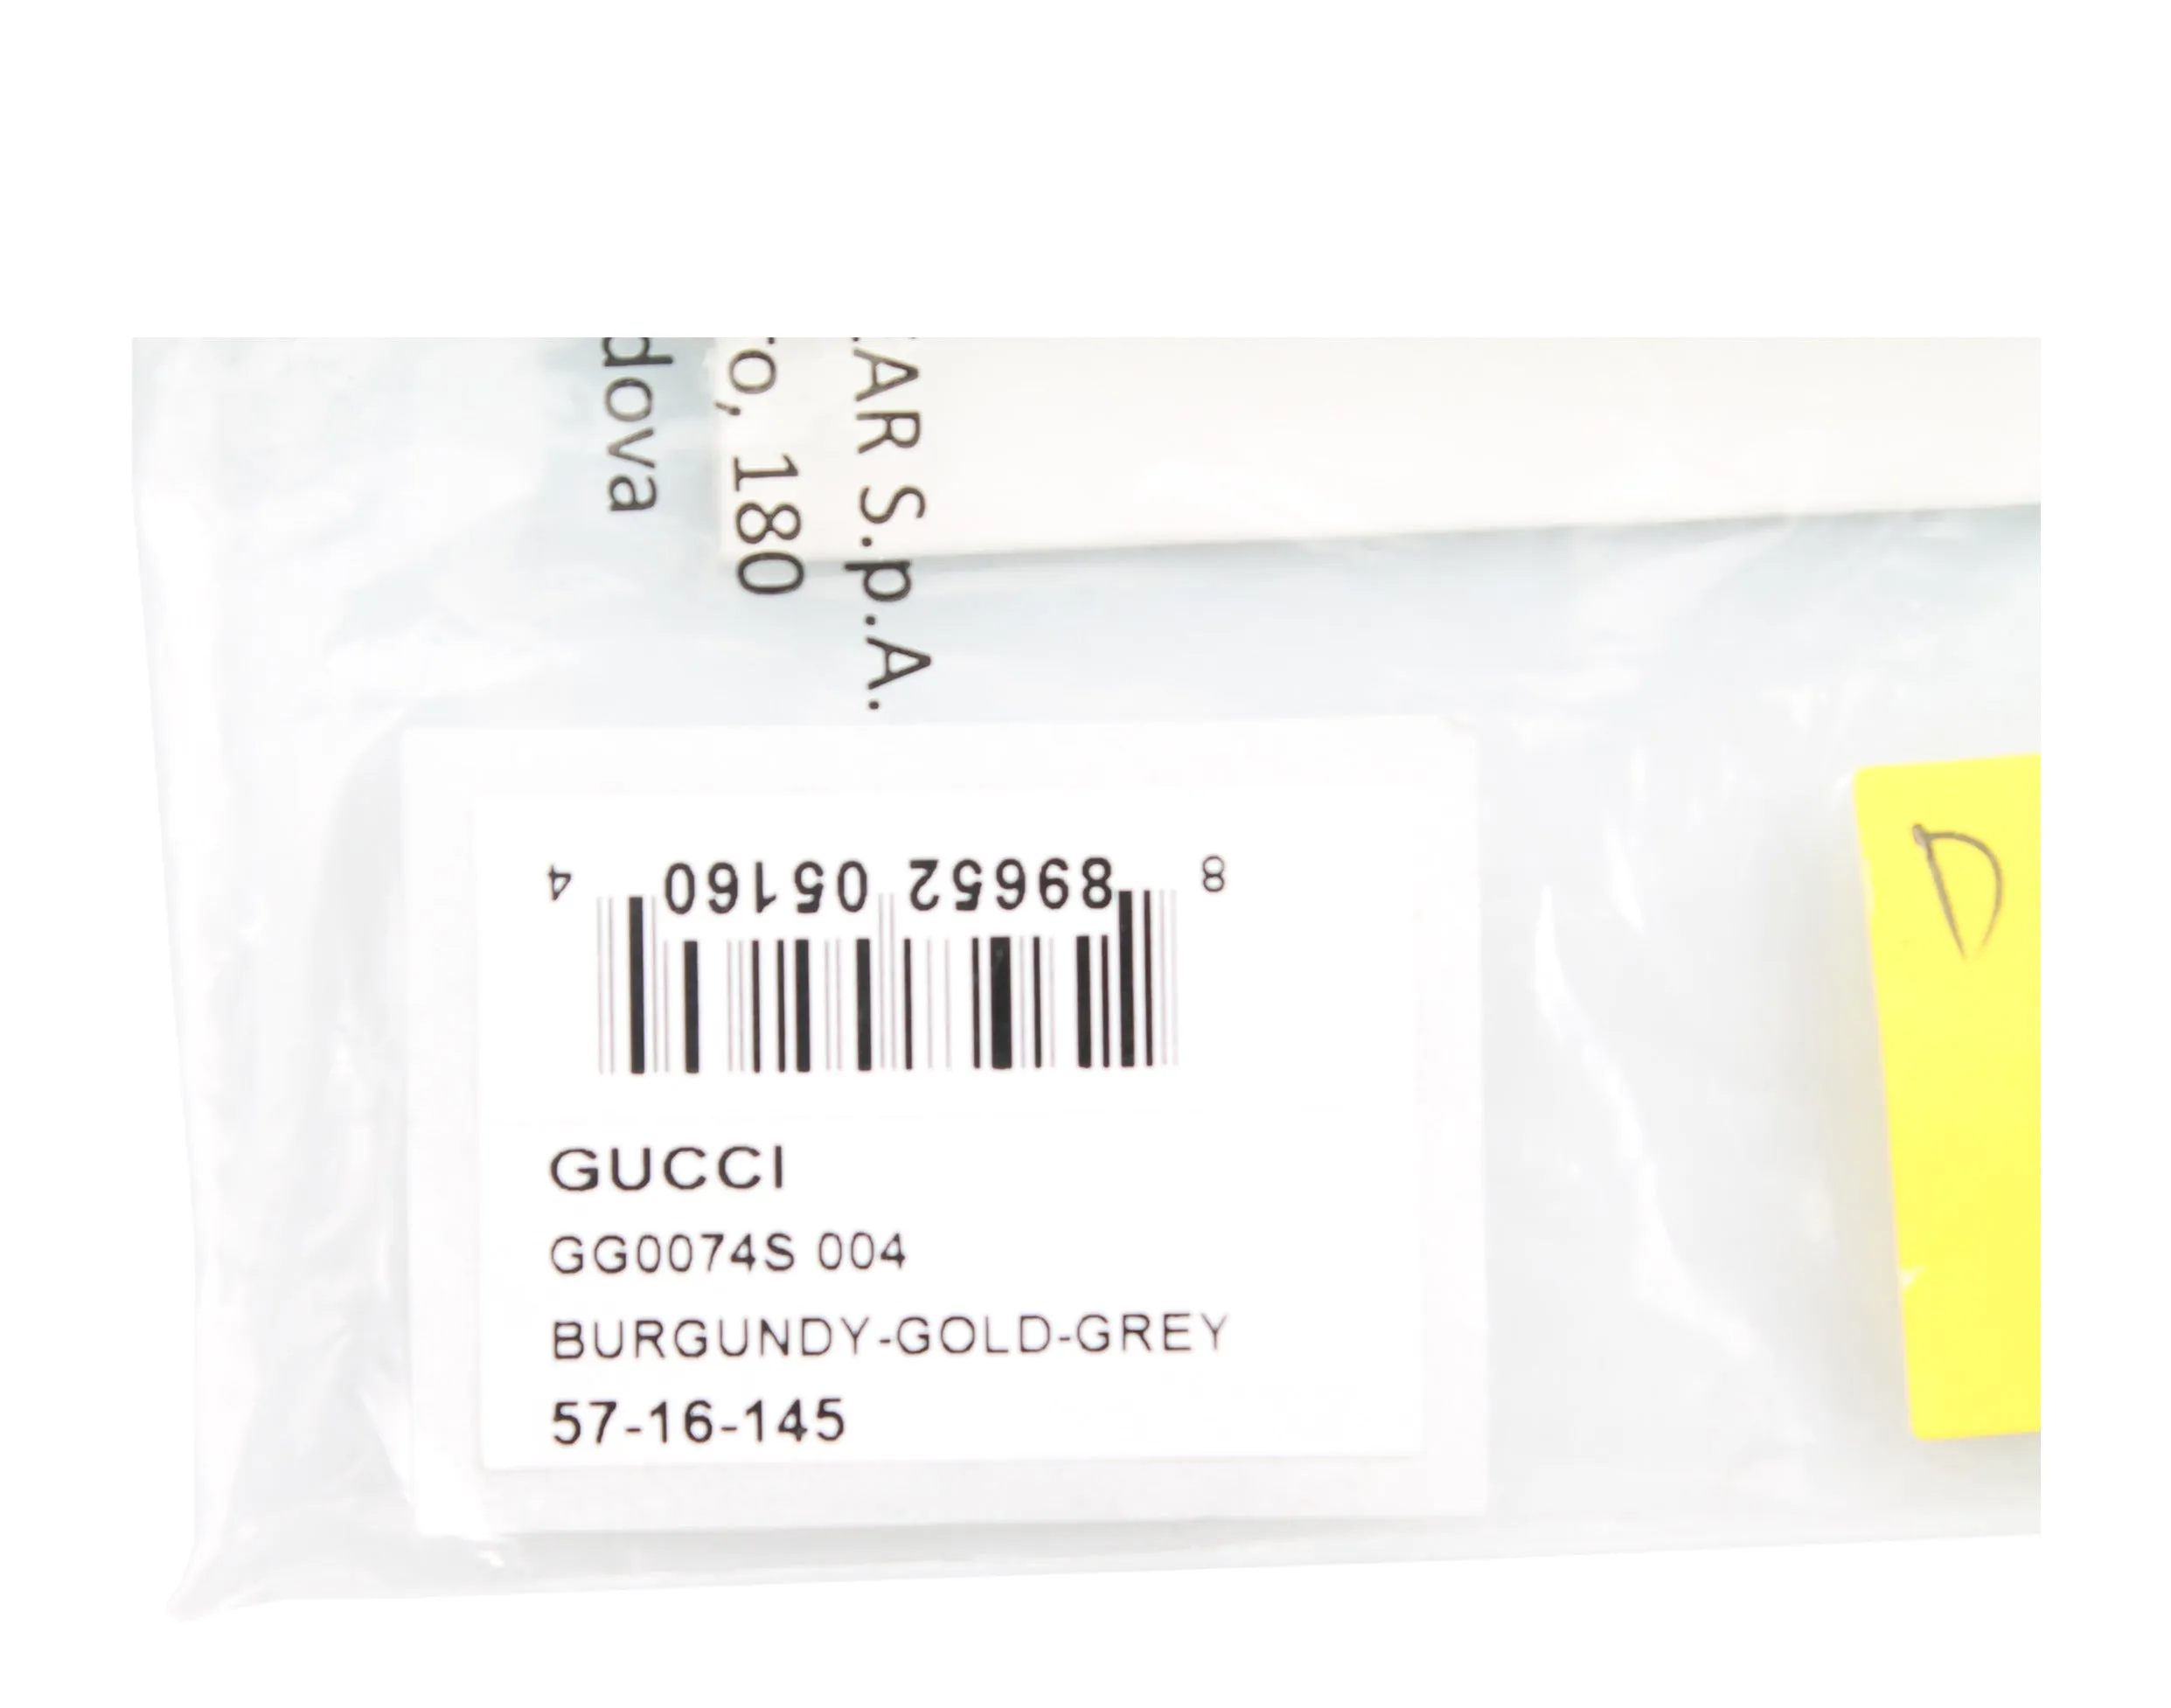 AR S.p.A.
o, 180
dova
8 89652 05160 4
GUCCI
GG0074S 004
BURGUNDY-GOLD-GREY
57-16-145
D